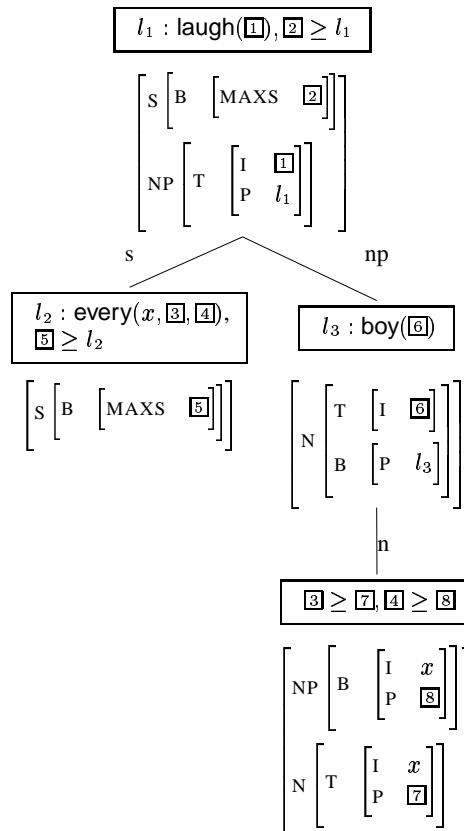 l₁ : laugh(1), 2 ≥ l₁
S B MAXS 2
NP T I 1
P l₁
s np
l₂ : every(x, 3, 4),
5 ≥ l₂
l₃ : boy(6)
S B MAXS 5
N T I 6
B P l₃
n
3 ≥ 7, 4 ≥ 8
NP B I x
P 8
N T I x
P 7